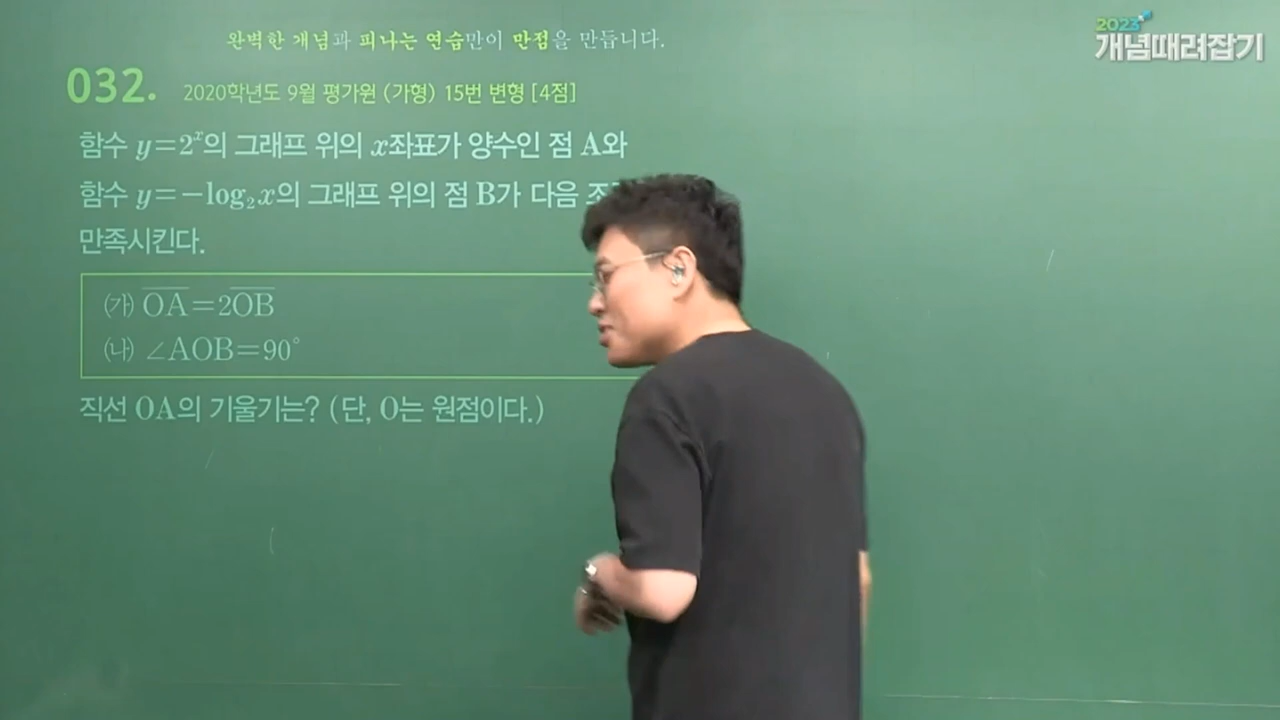 완벽한 개념과 피나는 연습만이 만점을 만듭니다.
2023
개념때려잡기
032. 2020학년도 9월 평가원 (가형) 15번 변형 [4점]
함수 y=2ˣ의 그래프 위의 x좌표가 양수인 점 A와
함수 y=-log₂x의 그래프 위의 점 B가 다음
만족시킨다.
(가) OA=2OB
(나) ∠AOB=90°
직선 OA의 기울기는? (단, O는 원점이다.)